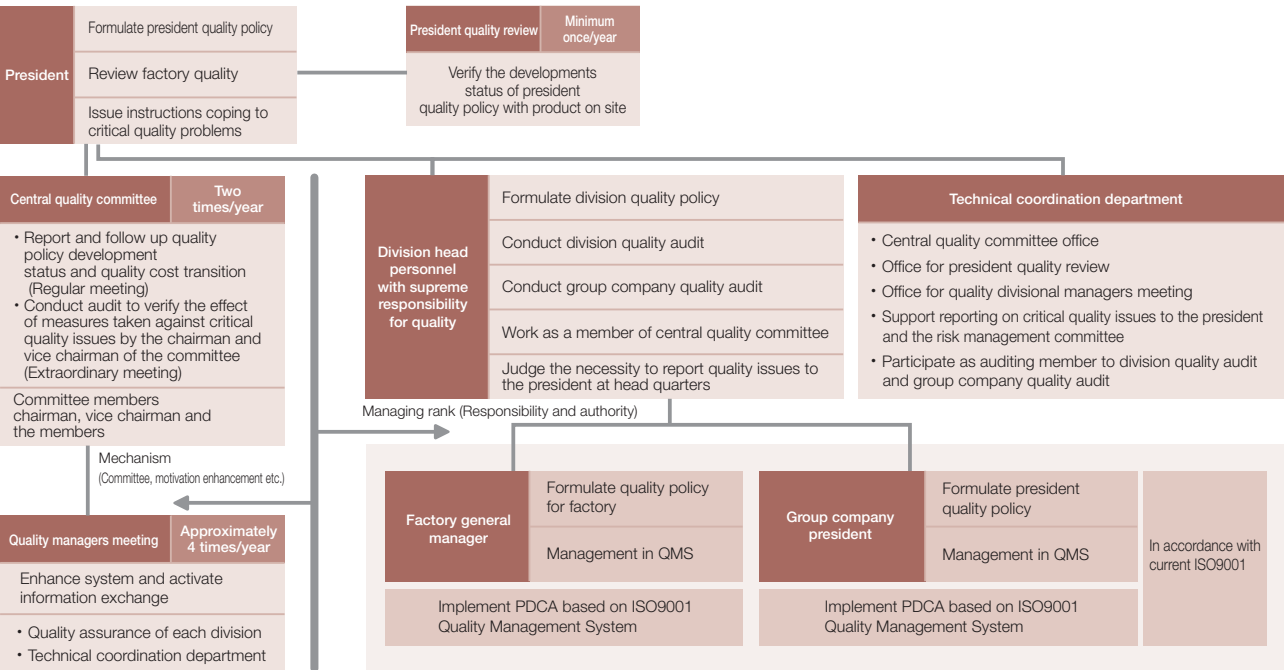 President
Formulate president quality policy
Review factory quality
Issue instructions coping to
critical quality problems
President quality review
Minimum
once/year
Verify the developments
status of president
quality policy with product on site
Central quality committee
Two
times/year
• Report and follow up quality
policy development
status and quality cost transition
(Regular meeting)
• Conduct audit to verify the effect
of measures taken against critical
quality issues by the chairman and
vice chairman of the committee
(Extraordinary meeting)
Committee members
chairman, vice chairman and
the members
Mechanism
(Committee, motivation enhancement etc.)
Quality managers meeting
Approximately
4 times/year
Enhance system and activate
information exchange
• Quality assurance of each division
• Technical coordination department
Division head
personnel
with supreme
responsibility
for quality
Formulate division quality policy
Conduct division quality audit
Conduct group company quality audit
Work as a member of central quality committee
Judge the necessity to report quality issues to
the president at head quarters
Technical coordination department
• Central quality committee office
• Office for president quality review
• Office for quality divisional managers meeting
• Support reporting on critical quality issues to the president
and the risk management committee
• Participate as auditing member to division quality audit
and group company quality audit
Managing rank (Responsibility and authority)
Factory general
manager
Formulate quality policy
for factory
Management in QMS
Implement PDCA based on ISO9001
Quality Management System
Group company
president
Formulate president
quality policy
Management in QMS
Implement PDCA based on ISO9001
Quality Management System
In accordance with
current ISO9001